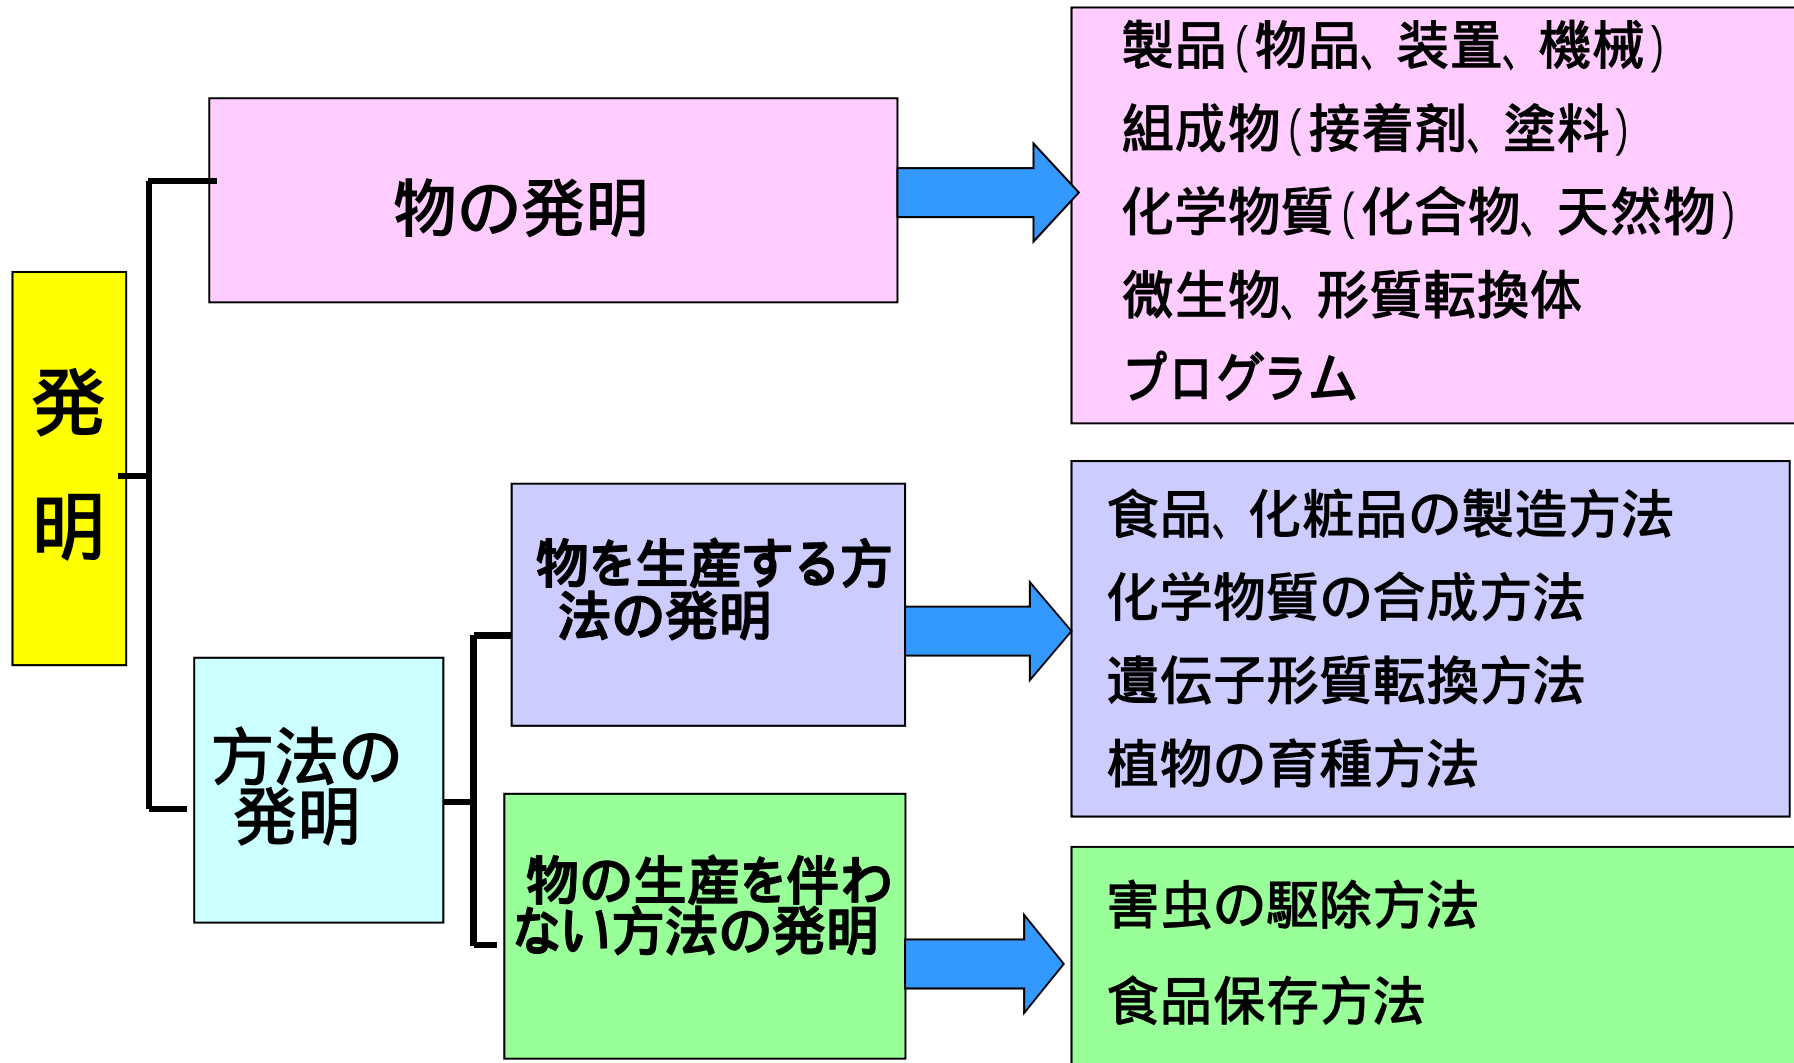 発
明
物の発明
製品(物品、装置、機械)
組成物(接着剤、塗料)
化学物質(化合物、天然物)
微生物、形質転換体
プログラム
方法の
発明
物を生産する方
法の発明
食品、化粧品の製造方法
化学物質の合成方法
遺伝子形質転換方法
植物の育種方法
物の生産を伴わ
ない方法の発明
害虫の駆除方法
食品保存方法